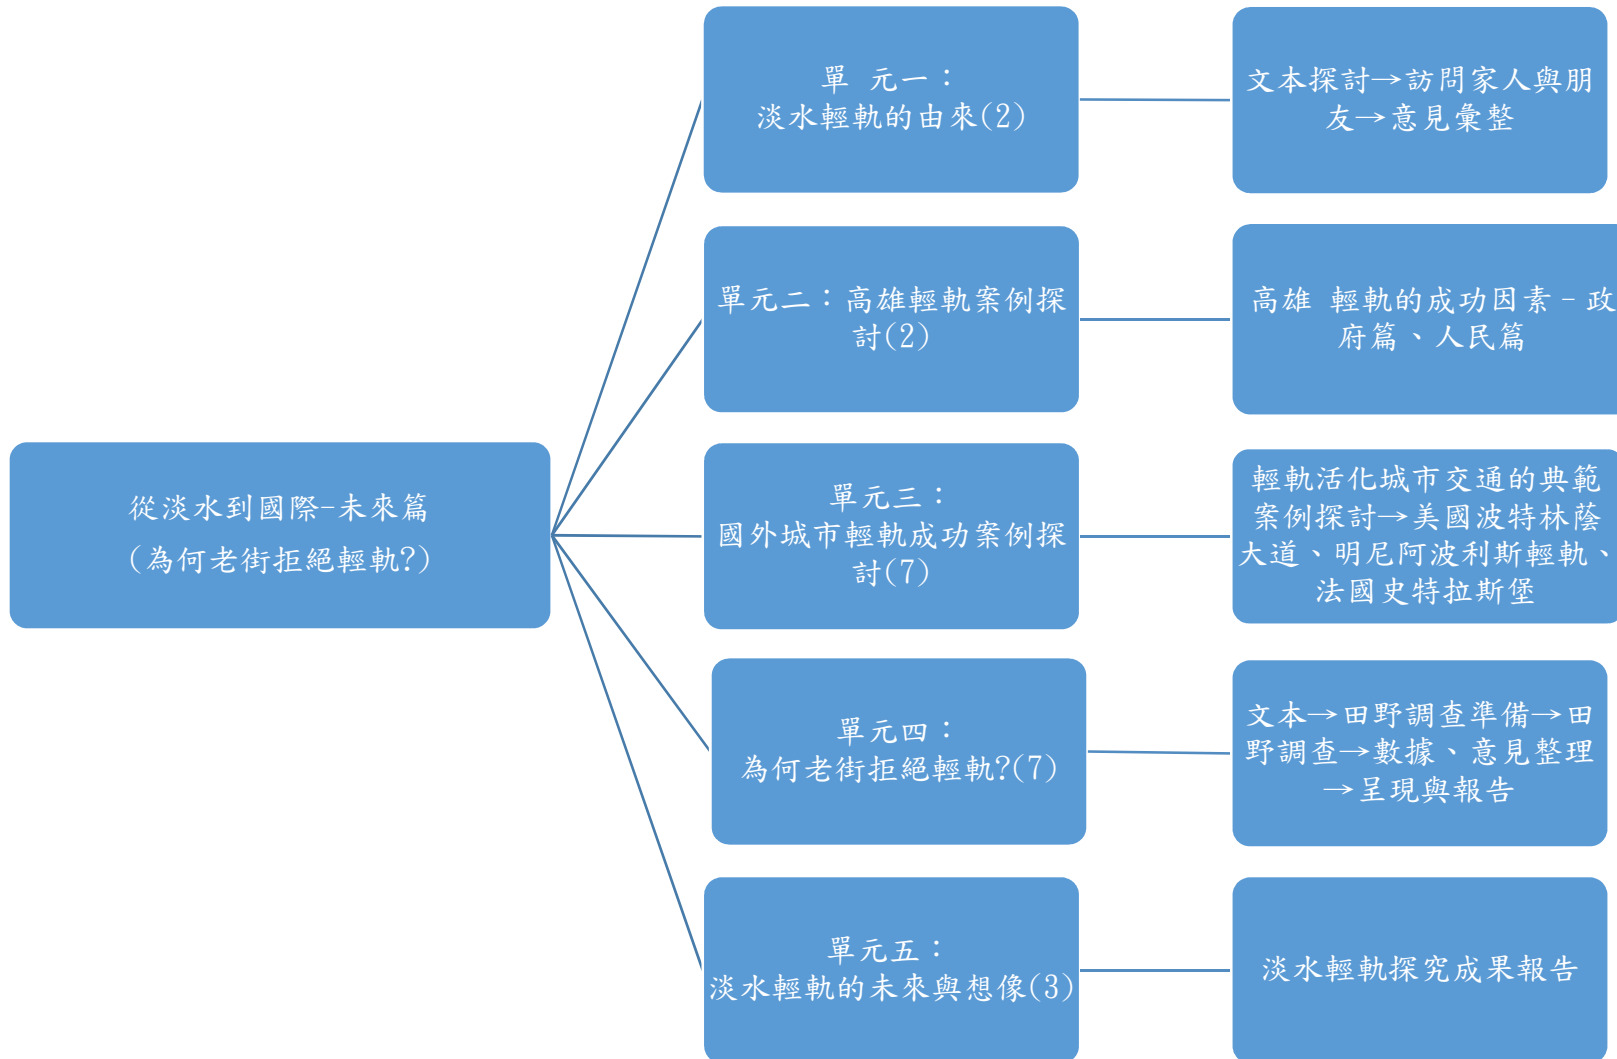 單 元一：
淡水輕軌的由來(2)
文本探討→訪問家人與朋
友→意見彙整
單元二：高雄輕軌案例探
討(2)
高雄 輕軌的成功因素-政
府篇、人民篇
從淡水到國際-未來篇
(為何老街拒絕輕軌?)
單元三：
國外城市輕軌成功案例探
討(7)
輕軌活化城市交通的典範
案例探討→美國波特林蔭
大道、明尼阿波利斯輕軌、
法國史特拉斯堡
單元四：
為何老街拒絕輕軌?(7)
文本→田野調查準備→田
野調查→數據、意見整理
→呈現與報告
單元五：
淡水輕軌的未來與想像(3)
淡水輕軌探究成果報告